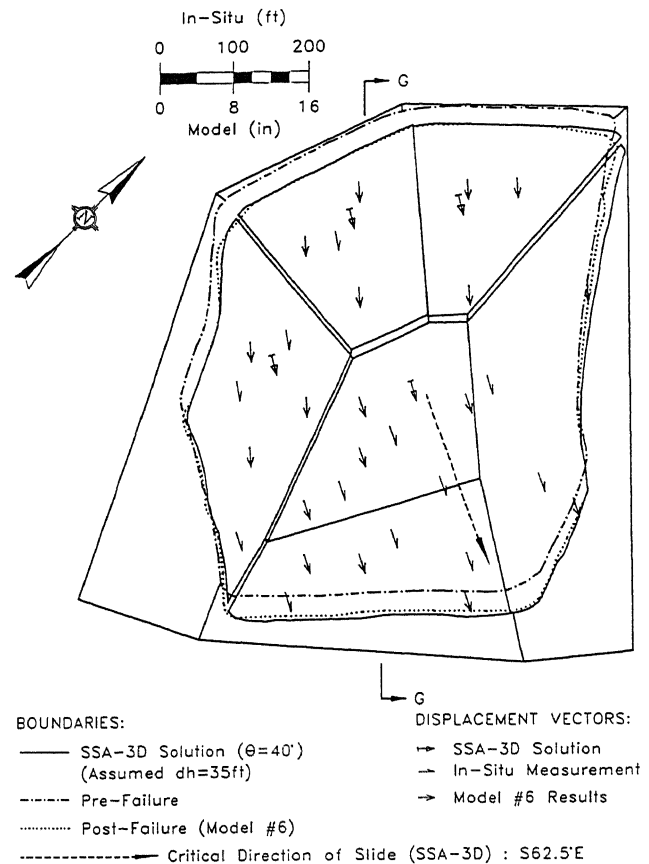 In-Situ (ft)
0 100 200
0 8 16
Model (in)
G
N
G
BOUNDARIES:
SSA-3D Solution (θ=40°)
(Assumed dh=35ft)
Pre-Failure
Post-Failure (Model #6)
Critical Direction of Slide (SSA-3D) : S62.5°E
DISPLACEMENT VECTORS:
SSA-3D Solution
In-Situ Measurement
Model #6 Results